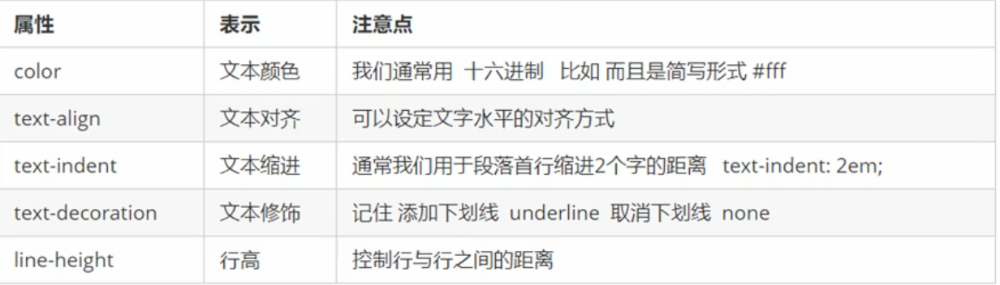 属性 表示 注意点
color 文本颜色 我们通常用 十六进制 比如 而且是简写形式 #fff
text-align 文本对齐 可以设定文字水平的对齐方式
text-indent 文本缩进 通常我们用于段落首行缩进2个字的距离 text-indent: 2em;
text-decoration 文本修饰 记住 添加下划线 underline 取消下划线 none
line-height 行高 控制行与行之间的距离